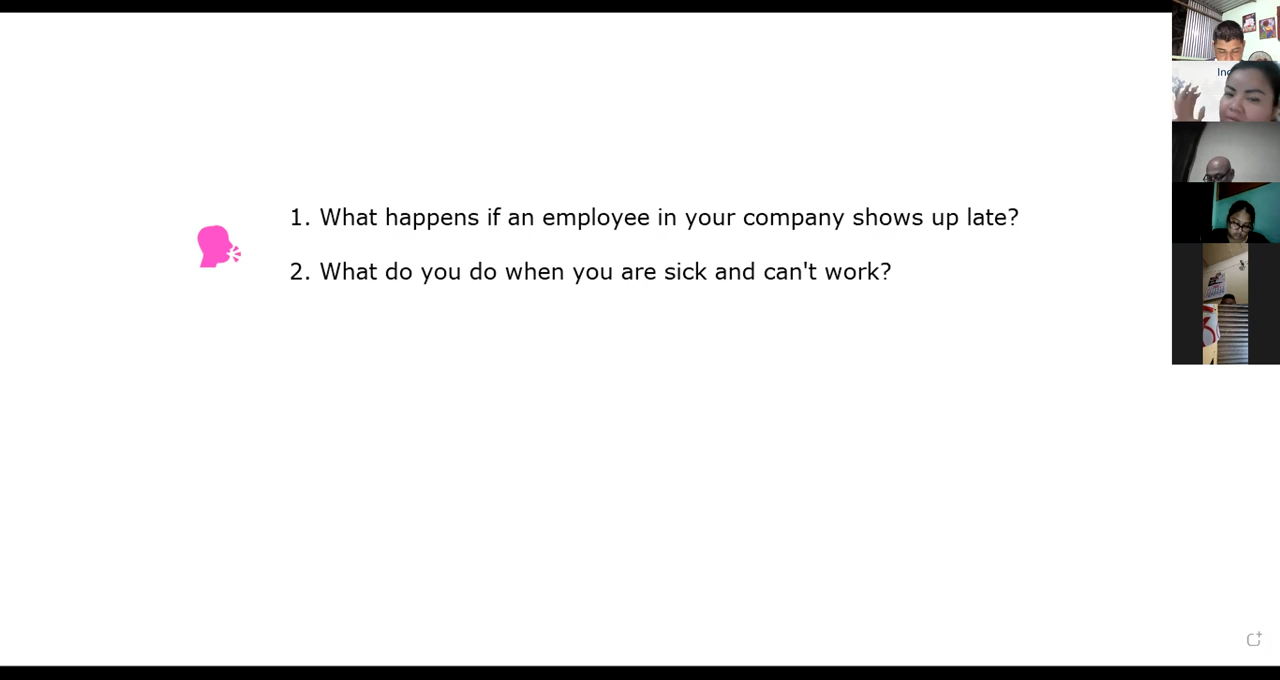 1. What happens if an employee in your company shows up late?
2. What do you do when you are sick and can't work?